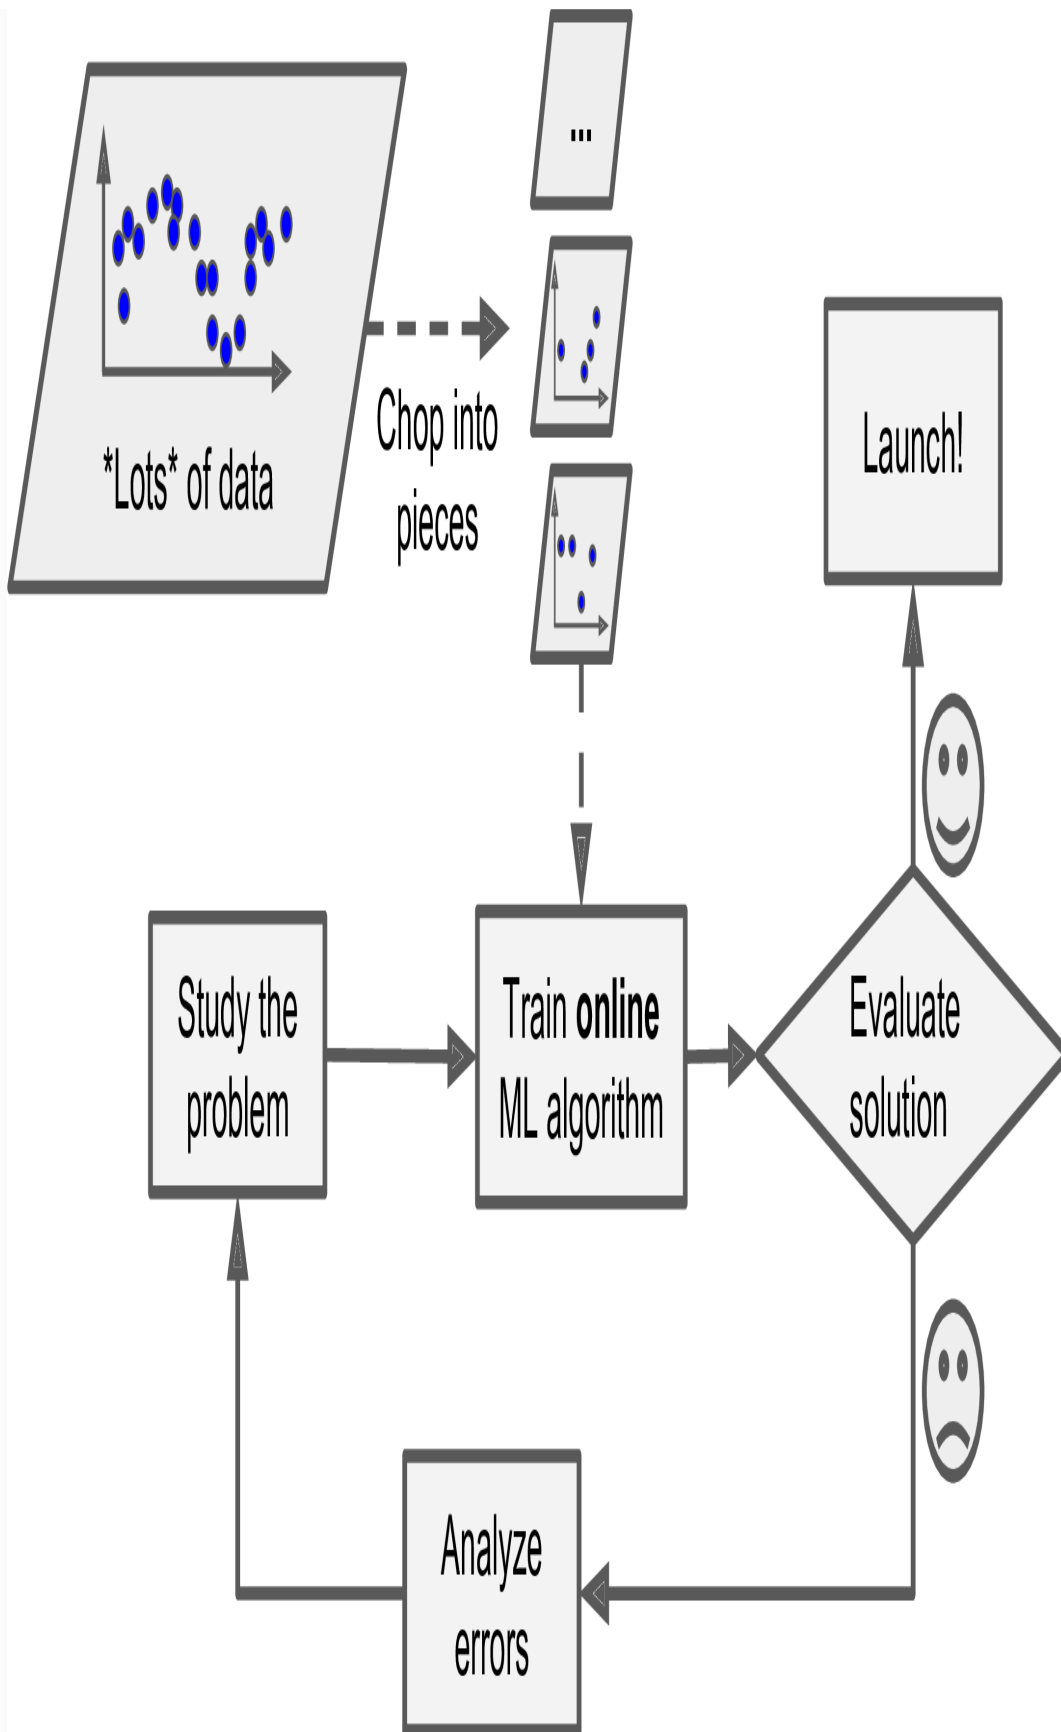 ...
*Lots* of data
Chop into
pieces
Launch!
Study the
problem
Train online
ML algorithm
Evaluate
solution
Analyze
errors